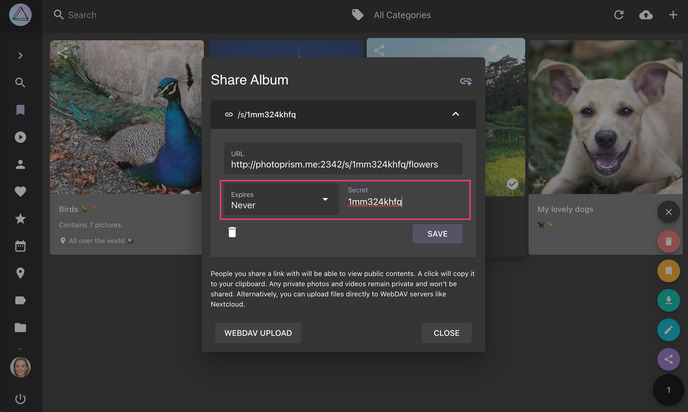 Search
All Categories
Share Album
/s/1mm324khfq
URL
http://photoprism.me:2342/s/1mm324khfq/flowers
Expires
Never
Secret
1mm324khfq
SAVE
People you share a link with will be able to view public contents. A click will copy it
to your clipboard. Any private photos and videos remain private and won't be
shared. Alternatively, you can upload files directly to WebDAV servers like
Nextcloud.
WEBDAV UPLOAD
CLOSE
Birds
Contains 7 pictures.
All over the world
My lovely dogs
1